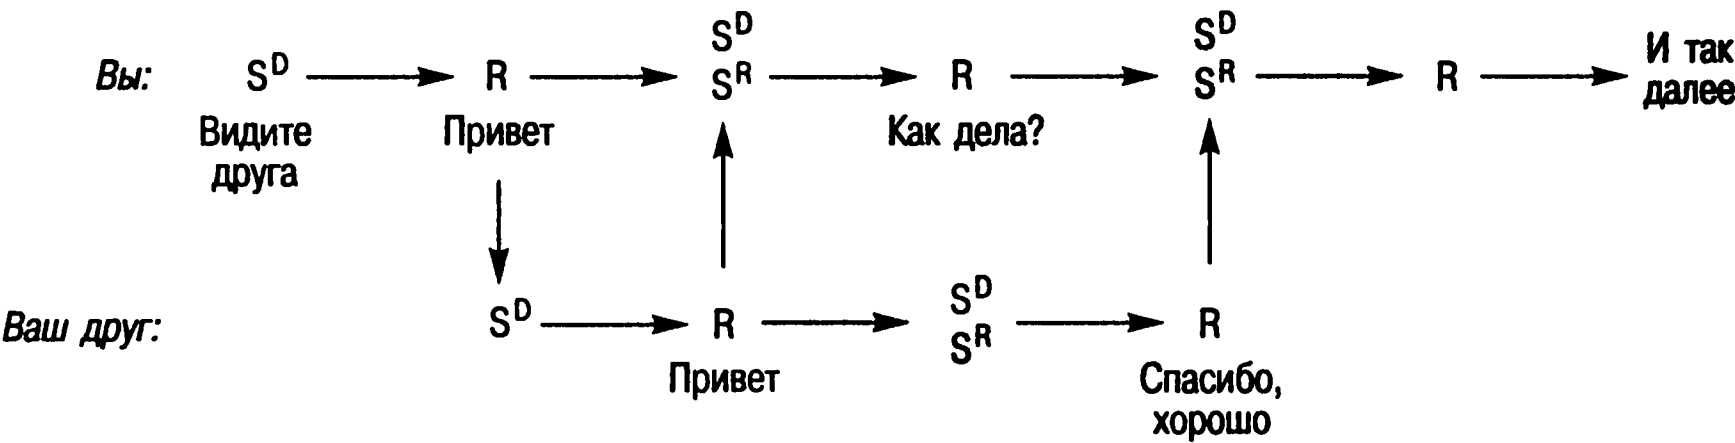 Вы: S^D R S^D S^R R S^D S^R R И так далее
Видите друга
Привет
Как дела?
Ваш друг: S^D R S^D S^R R
Привет
Спасибо, хорошо